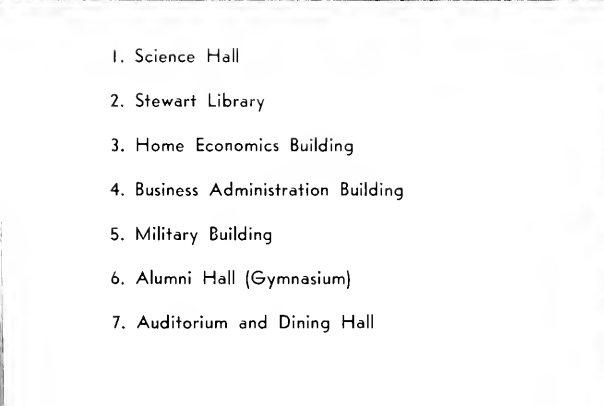 1. Science Hall
2. Stewart Library
3. Home Economics Building
4. Business Administration Building
5. Military Building
6. Alumni Hall (Gymnasium)
7. Auditorium and Dining Hall